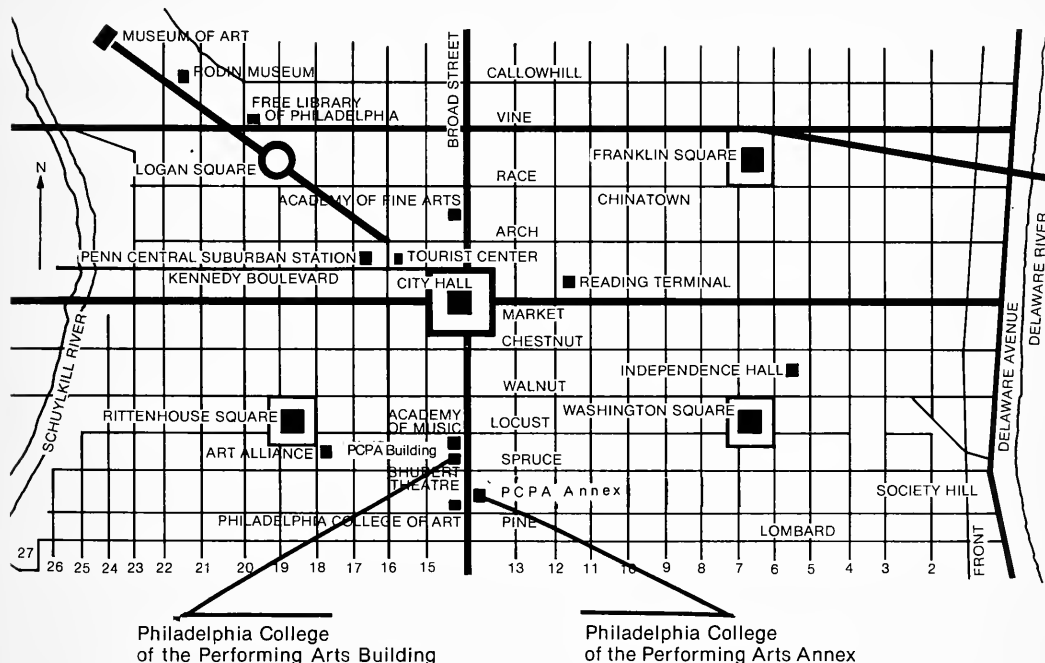 MUSEUM OF ART
RODIN MUSEUM
FREE LIBRARY
OF PHILADELPHIA
BROAD STREET
CALLOWHILL
VINE
LOGAN SQUARE
FRANKLIN SQUARE
N
RACE
ACADEMY OF FINE ARTS
CHINATOWN
ARCH
PENN CENTRAL SUBURBAN STATION
TOURIST CENTER
KENNEDY BOULEVARD
CITY HALL
READING TERMINAL
MARKET
CHESTNUT
SCHUYLKILL RIVER
DELAWARE AVENUE
DELAWARE RIVER
INDEPENDENCE HALL
WALNUT
RITTENHOUSE SQUARE
ACADEMY
OF MUSIC
LOCUST
WASHINGTON SQUARE
ART ALLIANCE
PCPA Building
SPRUCE
SHUBERT
THEATRE
PCPA Annex
SOCIETY HILL
PHILADELPHIA COLLEGE OF ART
PINE
LOMBARD
FRONT
27
26 25 24 23 22 21 20 19 18 17 16 15 13 12 11 10 9 8 7 6 5 4 3 2
Philadelphia College
of the Performing Arts Building
Philadelphia College
of the Performing Arts Annex